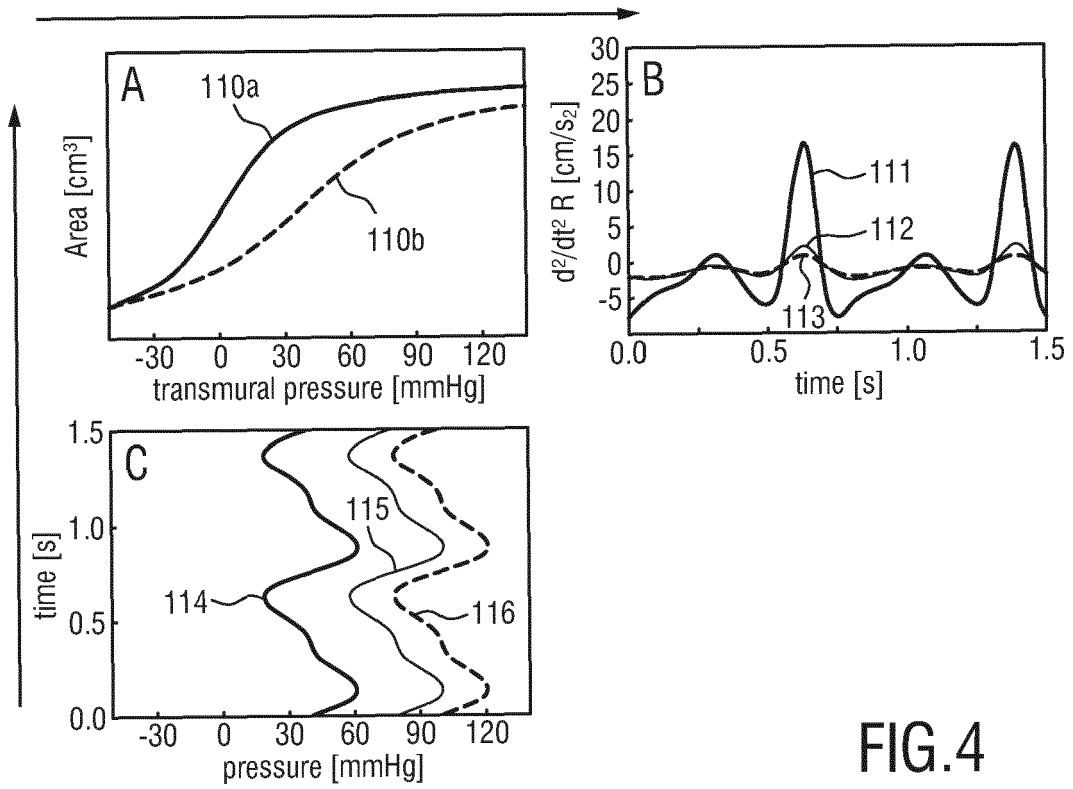 A
110a
110b
Area [cm³]
-30 0 30 60 90 120
transmural pressure [mmHg]
B
30
25
20
15
10
5
0
-5
d²/dt² R [cm/s₂]
111
112
113
0.0 0.5 1.0 1.5
time [s]
C
1.5
1.0
0.5
0.0
time [s]
114
115
116
-30 0 30 60 90 120
pressure [mmHg]
FIG.4